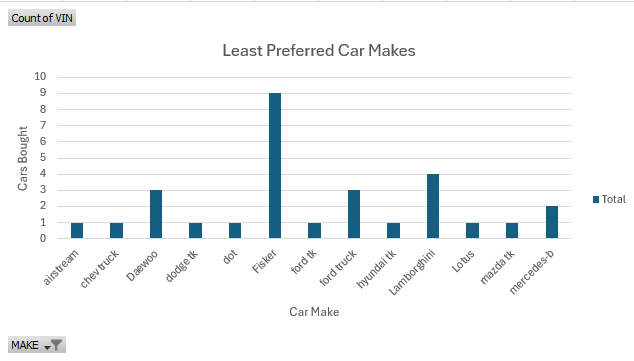 Count of VIN
Least Preferred Car Makes
Cars Bought
10
9
8
7
6
5
4
3
2
1
0
airstream
chev truck
Daewoo
dodge tk
dot
Fisker
ford tk
ford truck
hyundai tk
Lamborghini
Lotus
mazda tk
mercedes-b
Car Make
Total
MAKE